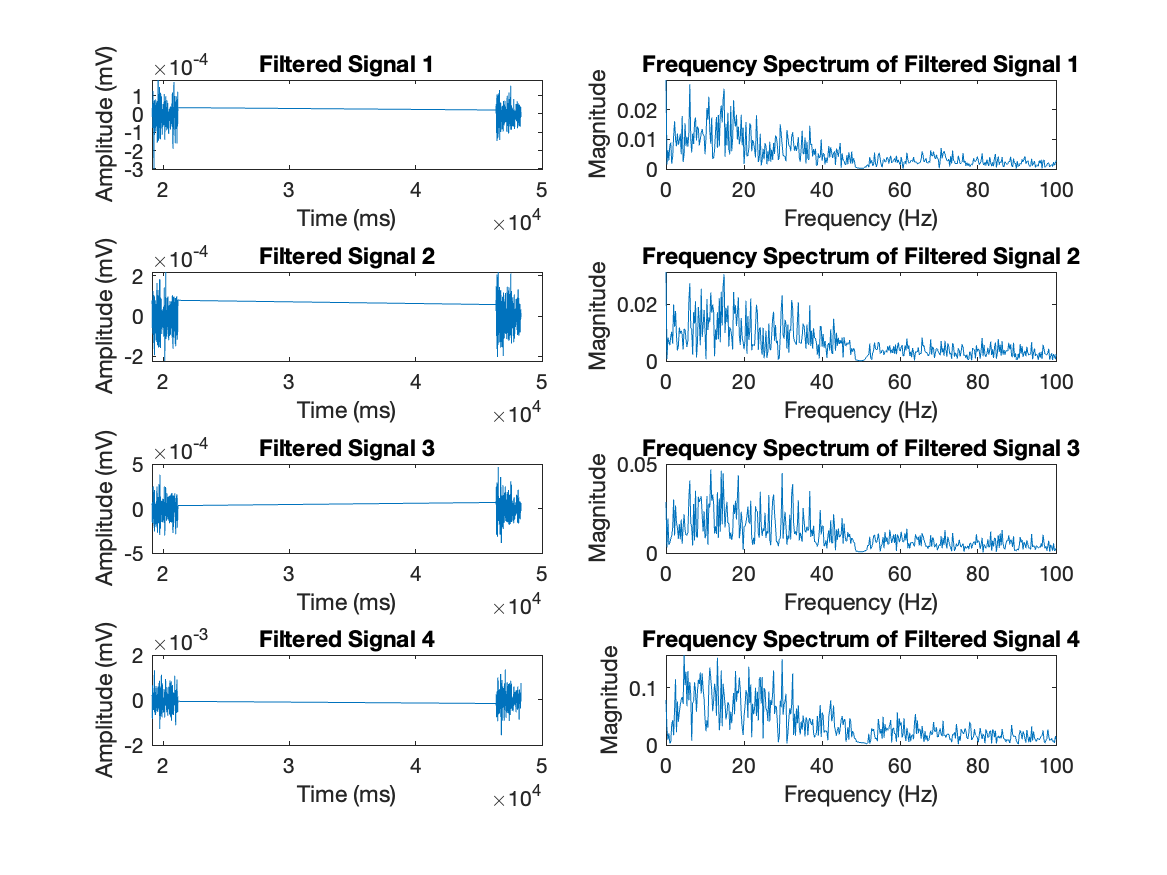 Filtered Signal 1
×10-4
Amplitude (mV)
1
0
-1
-2
-3
2 3 4 5
×104
Time (ms)
Frequency Spectrum of Filtered Signal 1
Magnitude
0.02
0.01
0
0 20 40 60 80 100
Frequency (Hz)
Filtered Signal 2
×10-4
Amplitude (mV)
2
0
-2
2 3 4 5
×104
Time (ms)
Frequency Spectrum of Filtered Signal 2
Magnitude
0.02
0
0 20 40 60 80 100
Frequency (Hz)
Filtered Signal 3
×10-4
Amplitude (mV)
5
0
-5
2 3 4 5
×104
Time (ms)
Frequency Spectrum of Filtered Signal 3
Magnitude
0.05
0
0 20 40 60 80 100
Frequency (Hz)
Filtered Signal 4
×10-3
Amplitude (mV)
2
0
-2
2 3 4 5
×104
Time (ms)
Frequency Spectrum of Filtered Signal 4
Magnitude
0.1
0
0 20 40 60 80 100
Frequency (Hz)